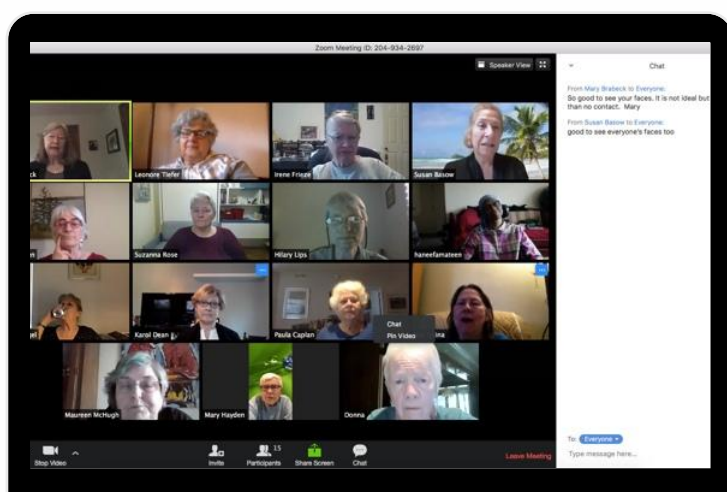 Zoom Meeting ID: 204-934-2697
Speaker View
Chat
From Mary Brabeck to Everyone:
So good to see your faces. It is not ideal but
than no contact. Mary
From Susan Basow to Everyone:
good to see everyone's faces too
ck
Leonore Tiefer
Irene Frieze
Susan Basow
n
Suzanna Rose
Hilary Lips
haneefamateen
gel
Karoil Dean
Paula Caplan
Chat
Pin Video
ina
Maureen McHugh
Mary Hayden
Donna
To: Everyone
Type message here...
Stop Video
Invite
Participants
15
Share Screen
Chat
Leave Meeting